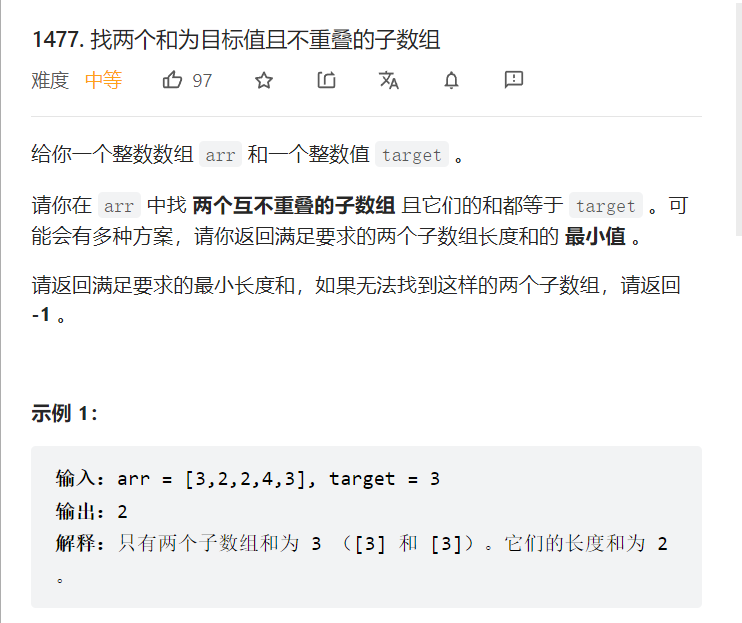 1477. 找两个和为目标值且不重叠的子数组
难度 中等 97
给你一个整数数组 arr 和一个整数值 target 。
请你在 arr 中找 两个互不重叠的子数组 且它们的和都等于 target 。可
能会有多种方案，请你返回满足要求的两个子数组长度和的 最小值 。
请返回满足要求的最小长度和，如果无法找到这样的两个子数组，请返回
-1 。
示例 1：
输入：arr = [3,2,2,4,3], target = 3
输出：2
解释：只有两个子数组和为 3 （[3] 和 [3]）。它们的长度和为 2
。